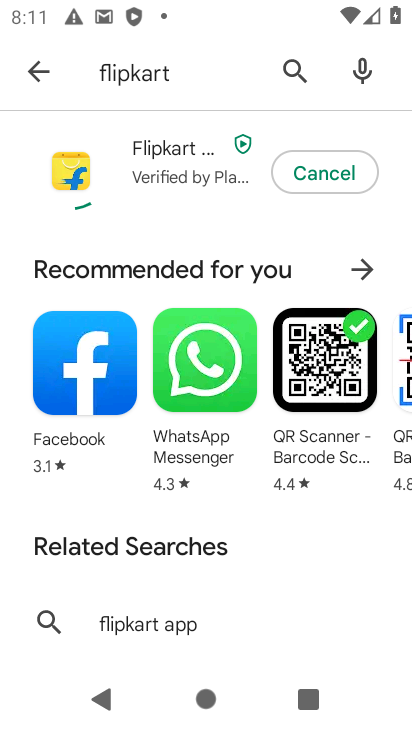 8:11
flipkart
Flipkart ...
Verified by Pla...
Cancel
Recommended for you
Facebook
3.1★
WhatsApp
Messenger
4.3★
QR Scanner -
Barcode Sc...
4.4★
QR
Ba
4.8
Related Searches
flipkart app